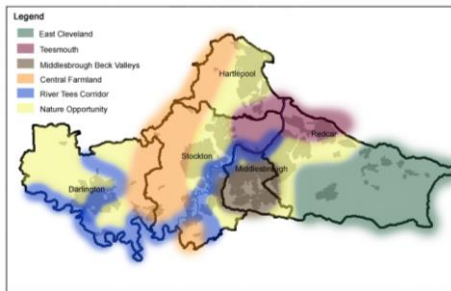 Legend
East Cleveland
Teesmouth
Middlesbrough Beck Valleys
Central Farmland
River Tees Corridor
Nature Opportunity
Hartlepool
Redcar
Stockton
Middlesbrough
Darlington